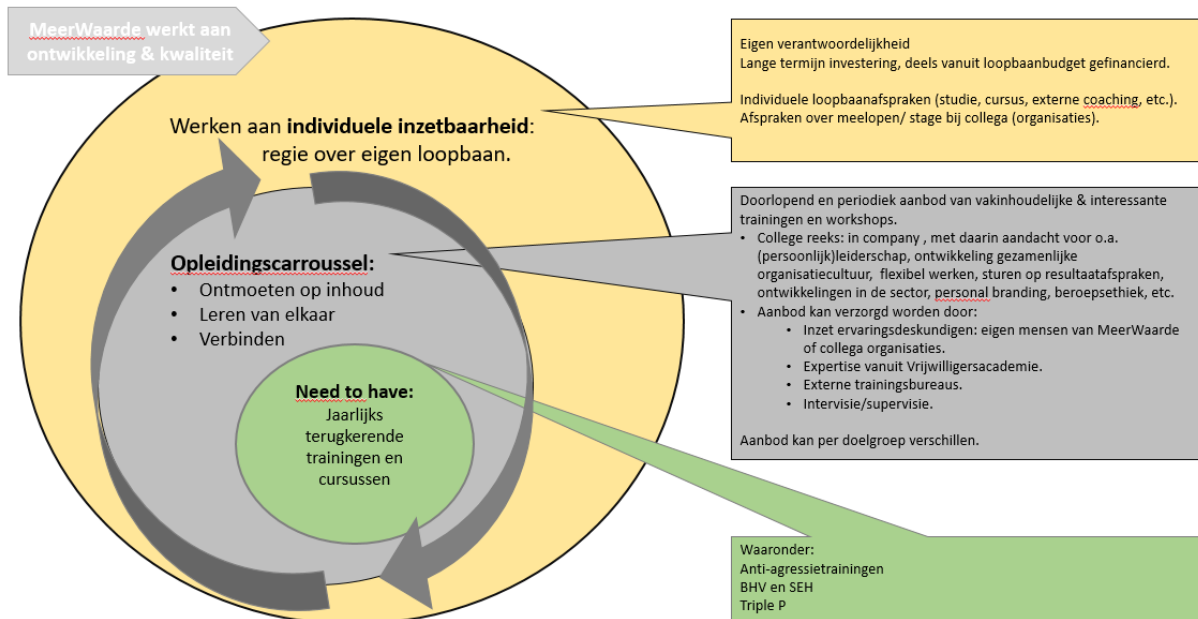 MeerWaarde werkt aan
ontwikkeling & kwaliteit
Werken aan individuele inzetbaarheid:
regie over eigen loopbaan.
Opleidingscarroussel:
• Ontmoeten op inhoud
• Leren van elkaar
• Verbinden
Need to have:
Jaarlijks
terugkerende
trainingen en
cursussen
Eigen verantwoordelijkheid
Lange termijn investering, deels vanuit loopbaanbudget gefinancierd.
Individuele loopbaanafspraken (studie, cursus, externe coaching, etc.).
Afspraken over meelopen/ stage bij collega (organisaties).
Doorlopend en periodiek aanbod van vakinhoudelijke & interessante
trainingen en workshops.
• College reeks: in company , met daarin aandacht voor o.a.
(persoonlijk)leiderschap, ontwikkeling gezamenlijke
organisatiecultuur, flexibel werken, sturen op resultaatafspraken,
ontwikkelingen in de sector, personal branding, beroepsethiek, etc.
• Aanbod kan verzorgd worden door:
• Inzet ervaringsdeskundigen: eigen mensen van MeerWaarde
of collega organisaties.
• Expertise vanuit Vrijwilligersacademie.
• Externe trainingsbureaus.
• Intervisie/supervisie.
Aanbod kan per doelgroep verschillen.
Waaronder:
Anti-agressietrainingen
BHV en SEH
Triple P